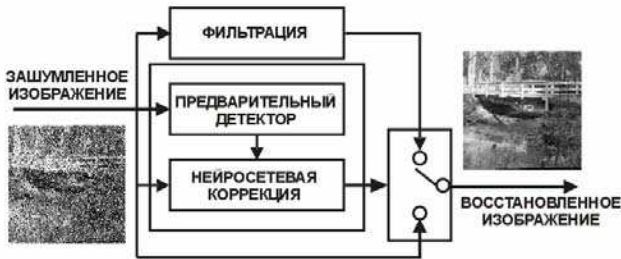 ФИЛЬТРАЦИЯ
ЗАШУМЛЕННОЕ
ИЗОБРАЖЕНИЕ
ПРЕДВАРИТЕЛЬНЫЙ
ДЕТЕКТОР
НЕЙРОСЕТЕВАЯ
КОРРЕКЦИЯ
ВОССТАНОВЛЕННОЕ
ИЗОБРАЖЕНИЕ